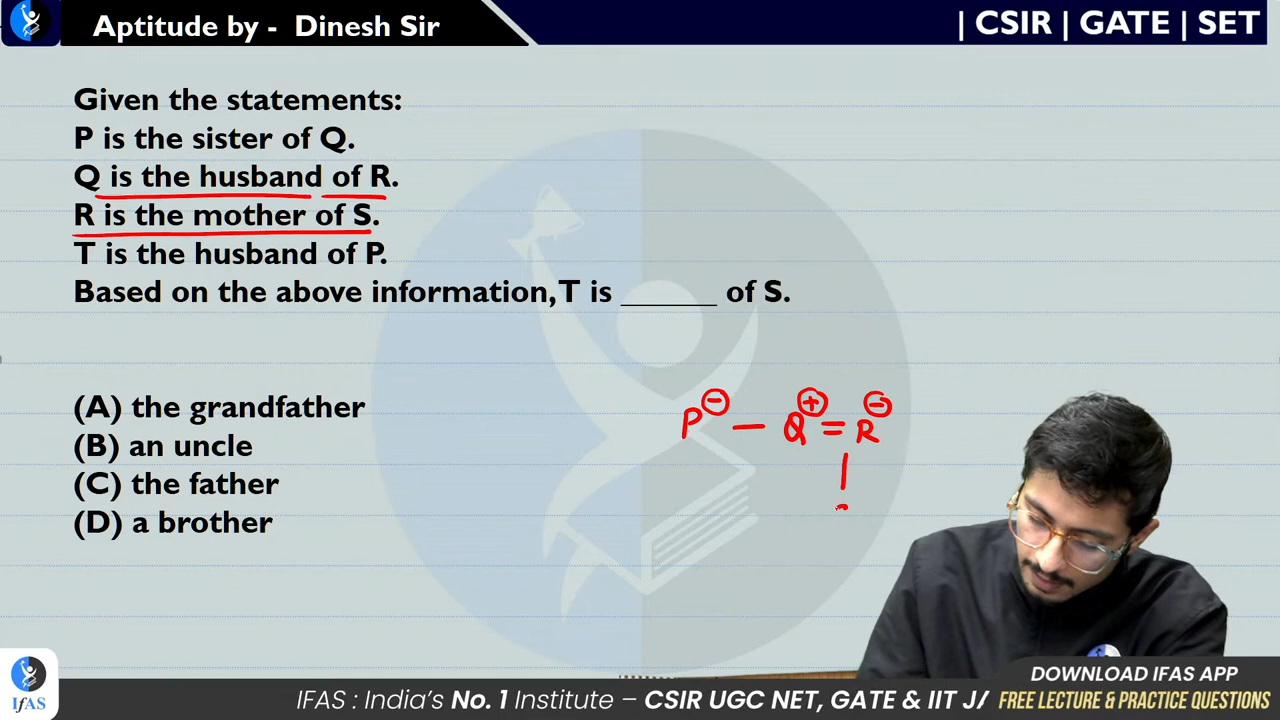 Aptitude by - Dinesh Sir
| CSIR | GATE | SET
Given the statements:
P is the sister of Q.
Q is the husband of R.
R is the mother of S.
T is the husband of P.
Based on the above information, T is ______ of S.
(A) the grandfather
(B) an uncle
(C) the father
(D) a brother
P⊖ — Q⊕ = R⊖
IFAS
DOWNLOAD IFAS APP
IFAS : India's No. 1 Institute – CSIR UGC NET, GATE & IIT J/
FREE LECTURE & PRACTICE QUESTIONS